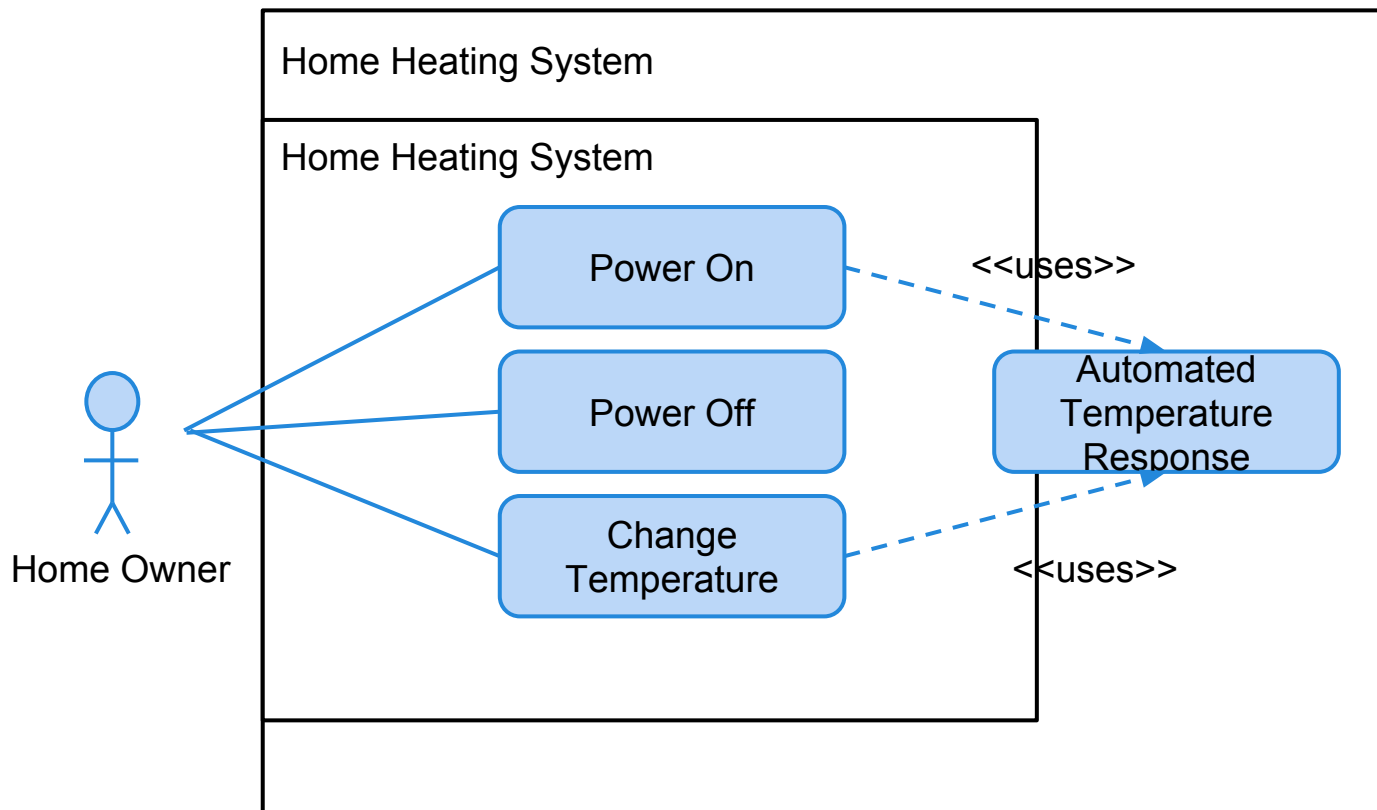 Home Heating System
Home Heating System
Power On
<<uses>>
Power Off
Automated
Temperature
Response
Change
Temperature
Home Owner
<<uses>>